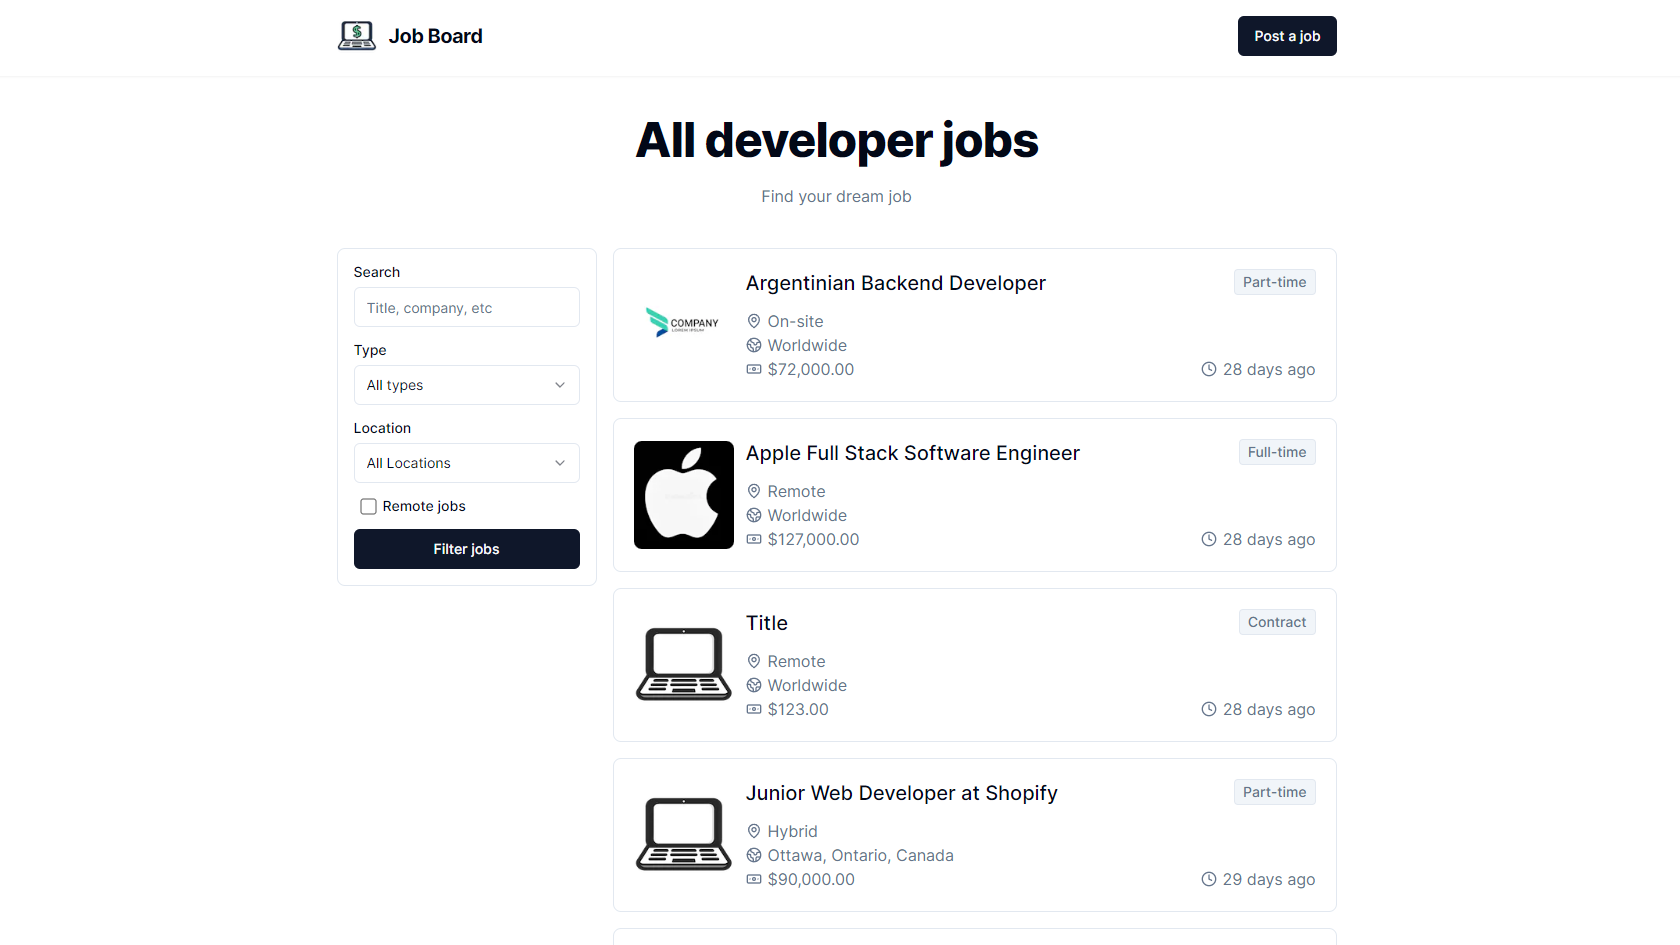 Job Board
Post a job
All developer jobs
Find your dream job
Search
Title, company, etc
Type
All types
Location
All Locations
Remote jobs
Filter jobs
COMPANY
LOREM IPSUM
Argentinian Backend Developer
Part-time
On-site
Worldwide
$72,000.00
28 days ago
Apple Full Stack Software Engineer
Full-time
Remote
Worldwide
$127,000.00
28 days ago
Title
Contract
Remote
Worldwide
$123.00
28 days ago
Junior Web Developer at Shopify
Part-time
Hybrid
Ottawa, Ontario, Canada
$90,000.00
29 days ago